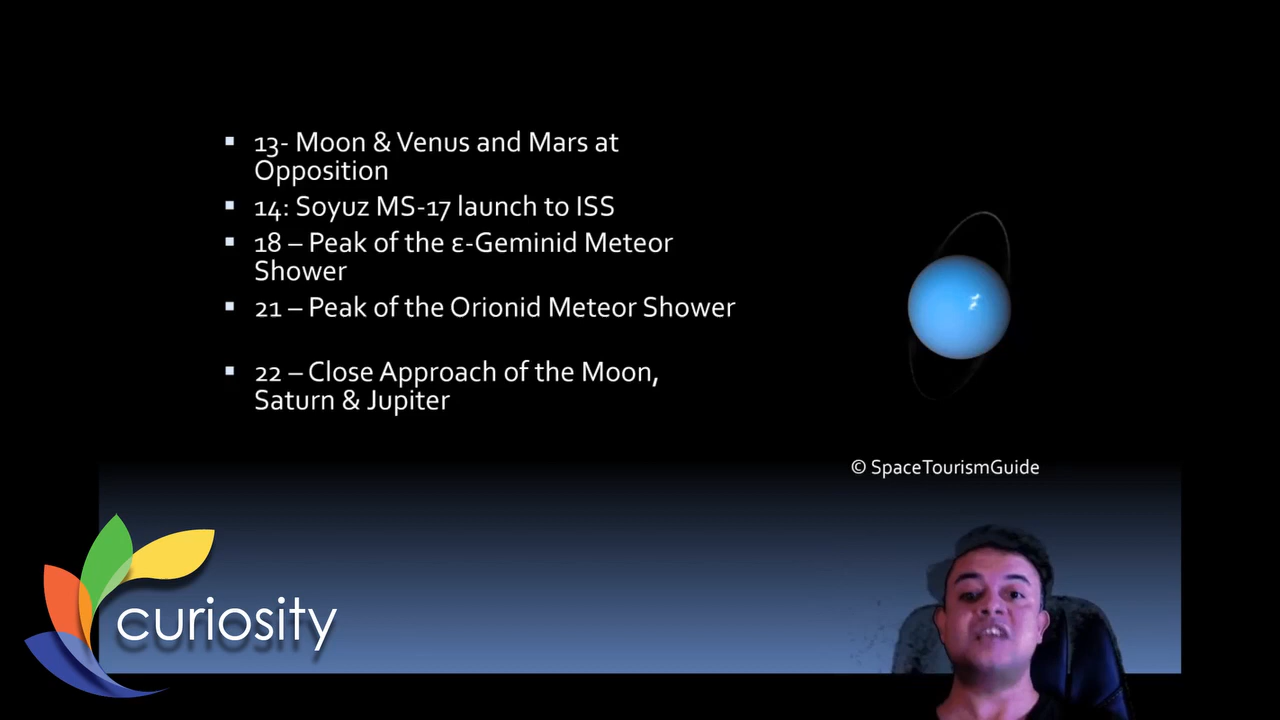 13- Moon & Venus and Mars at
Opposition
14: Soyuz MS-17 launch to ISS
18 – Peak of the ε-Geminid Meteor
Shower
21 – Peak of the Orionid Meteor Shower
22 – Close Approach of the Moon,
Saturn & Jupiter
© SpaceTourismGuide
curiosity